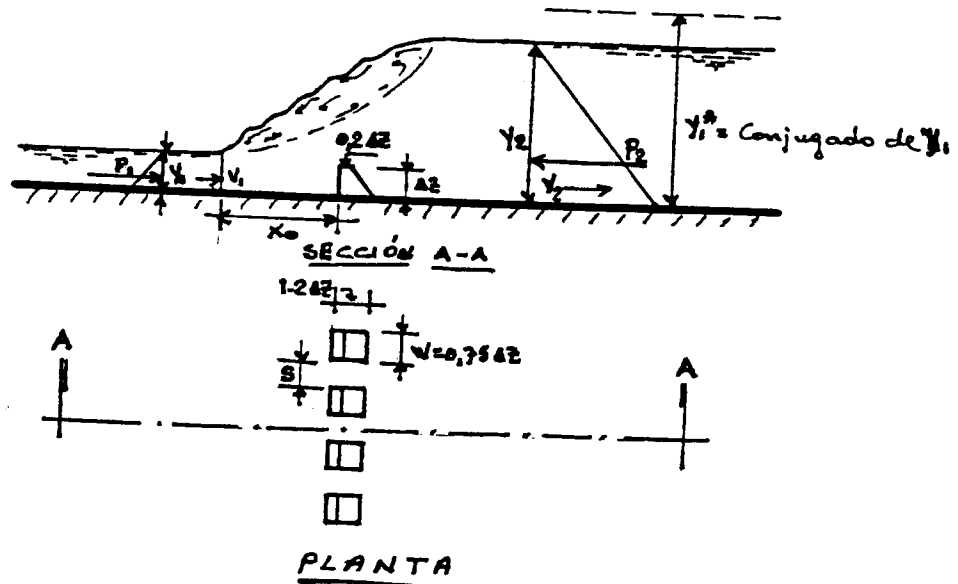 0,2 ΔZ
Y₂
P₂
Y₁* = Conjugado de Y₁
P₁
V₁
ΔZ
V₂
X₀
SECCIÓN A-A
1.2 ΔZ
W=0,75 ΔZ
A
A
S
PLANTA